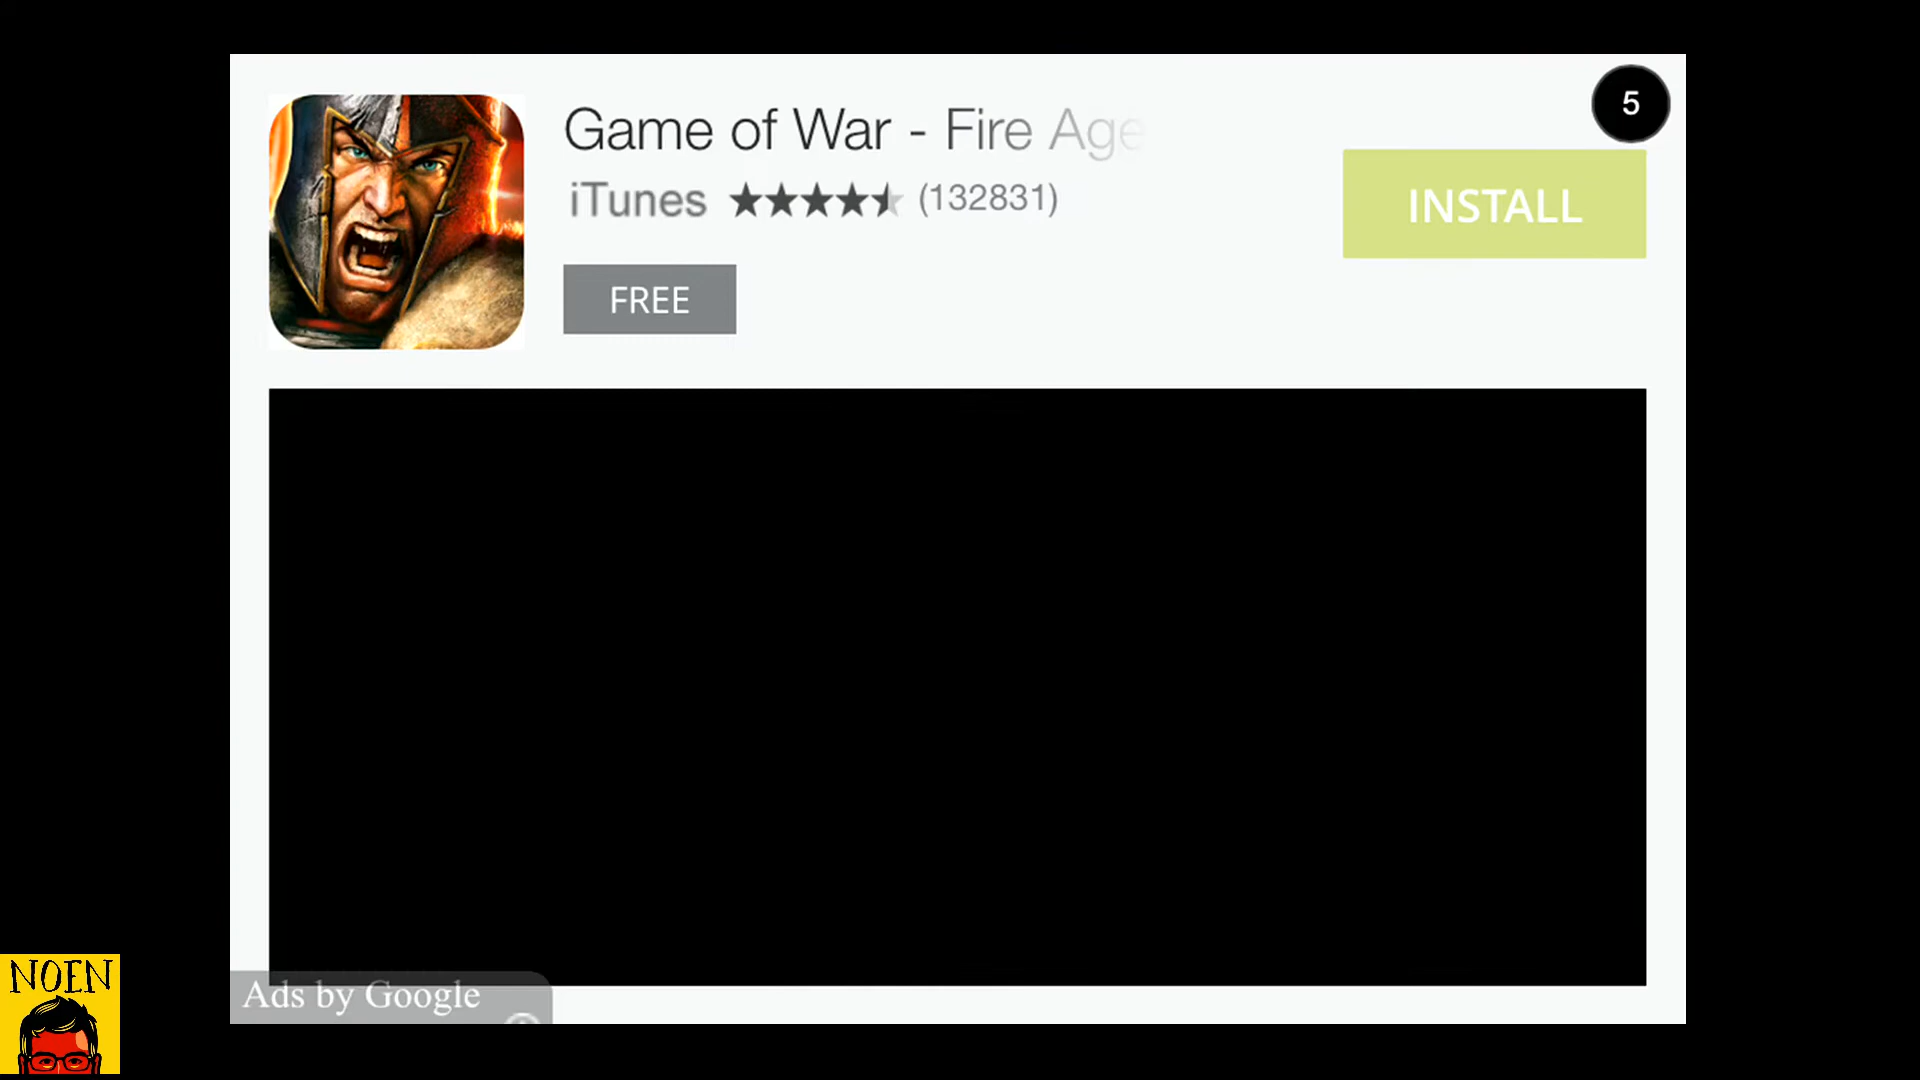 Game of War - Fire Age
5
iTunes (132831)
INSTALL
FREE
Ads by Google
NOEN